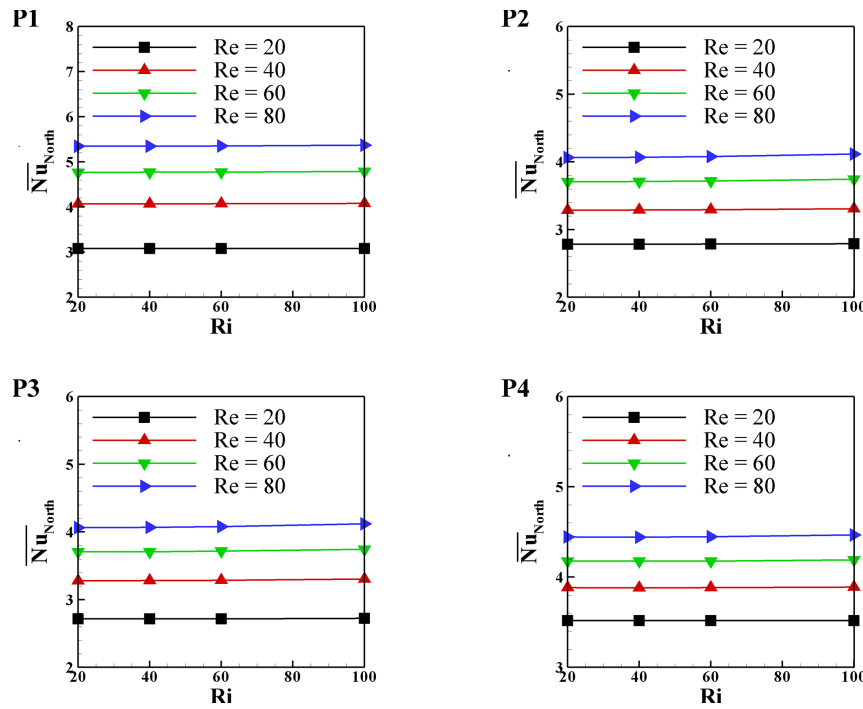 P1
8
7
6
5
4
3
2
Re = 20
Re = 40
Re = 60
Re = 80
Nu_North
20 40 60 80 100
Ri
P2
6
5
4
3
2
Re = 20
Re = 40
Re = 60
Re = 80
Nu_North
20 40 60 80 100
Ri
P3
6
5
4
3
2
Re = 20
Re = 40
Re = 60
Re = 80
Nu_North
20 40 60 80 100
Ri
P4
6
5
4
3
Re = 20
Re = 40
Re = 60
Re = 80
Nu_North
20 40 60 80 100
Ri